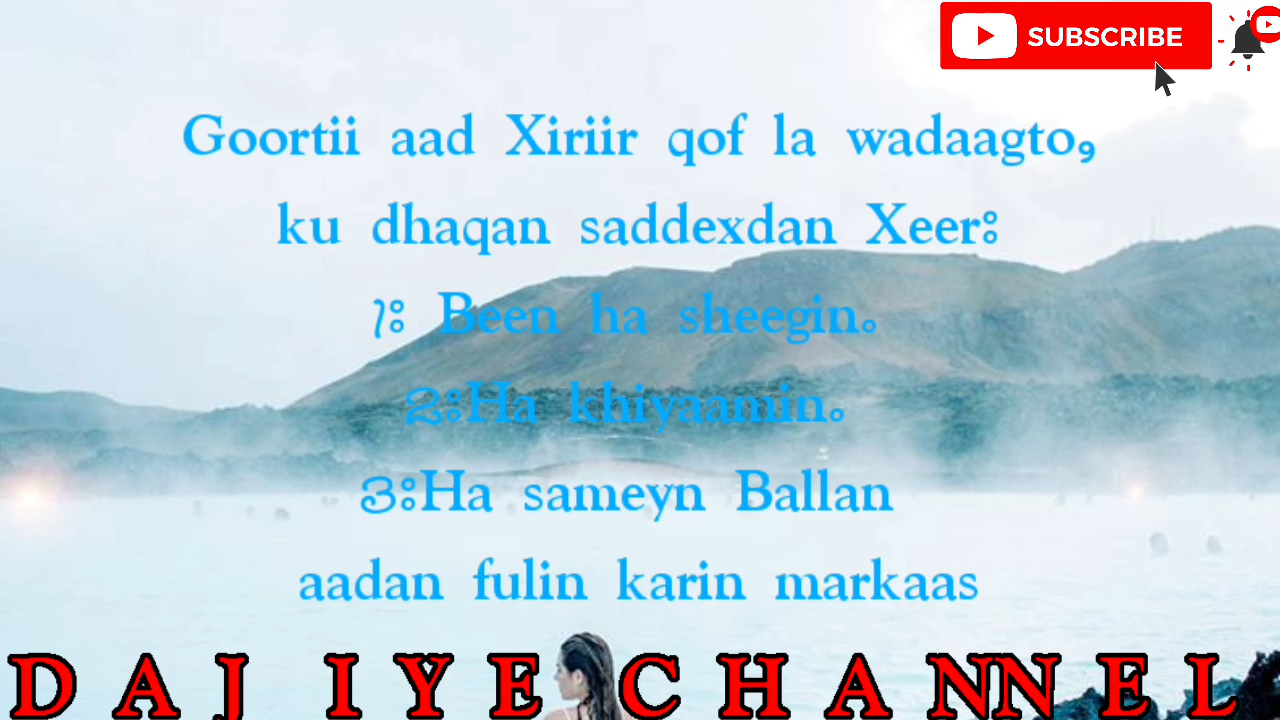 SUBSCRIBE
Goortii aad Xiriir qof la wadaagto,
ku dhaqan saddexdan Xeer:
1: Been ha sheegin.
2:Ha khiyaamin.
3:Ha sameyn Ballan
aadan fulin karin markaas
DAJ IYE CHANNEL